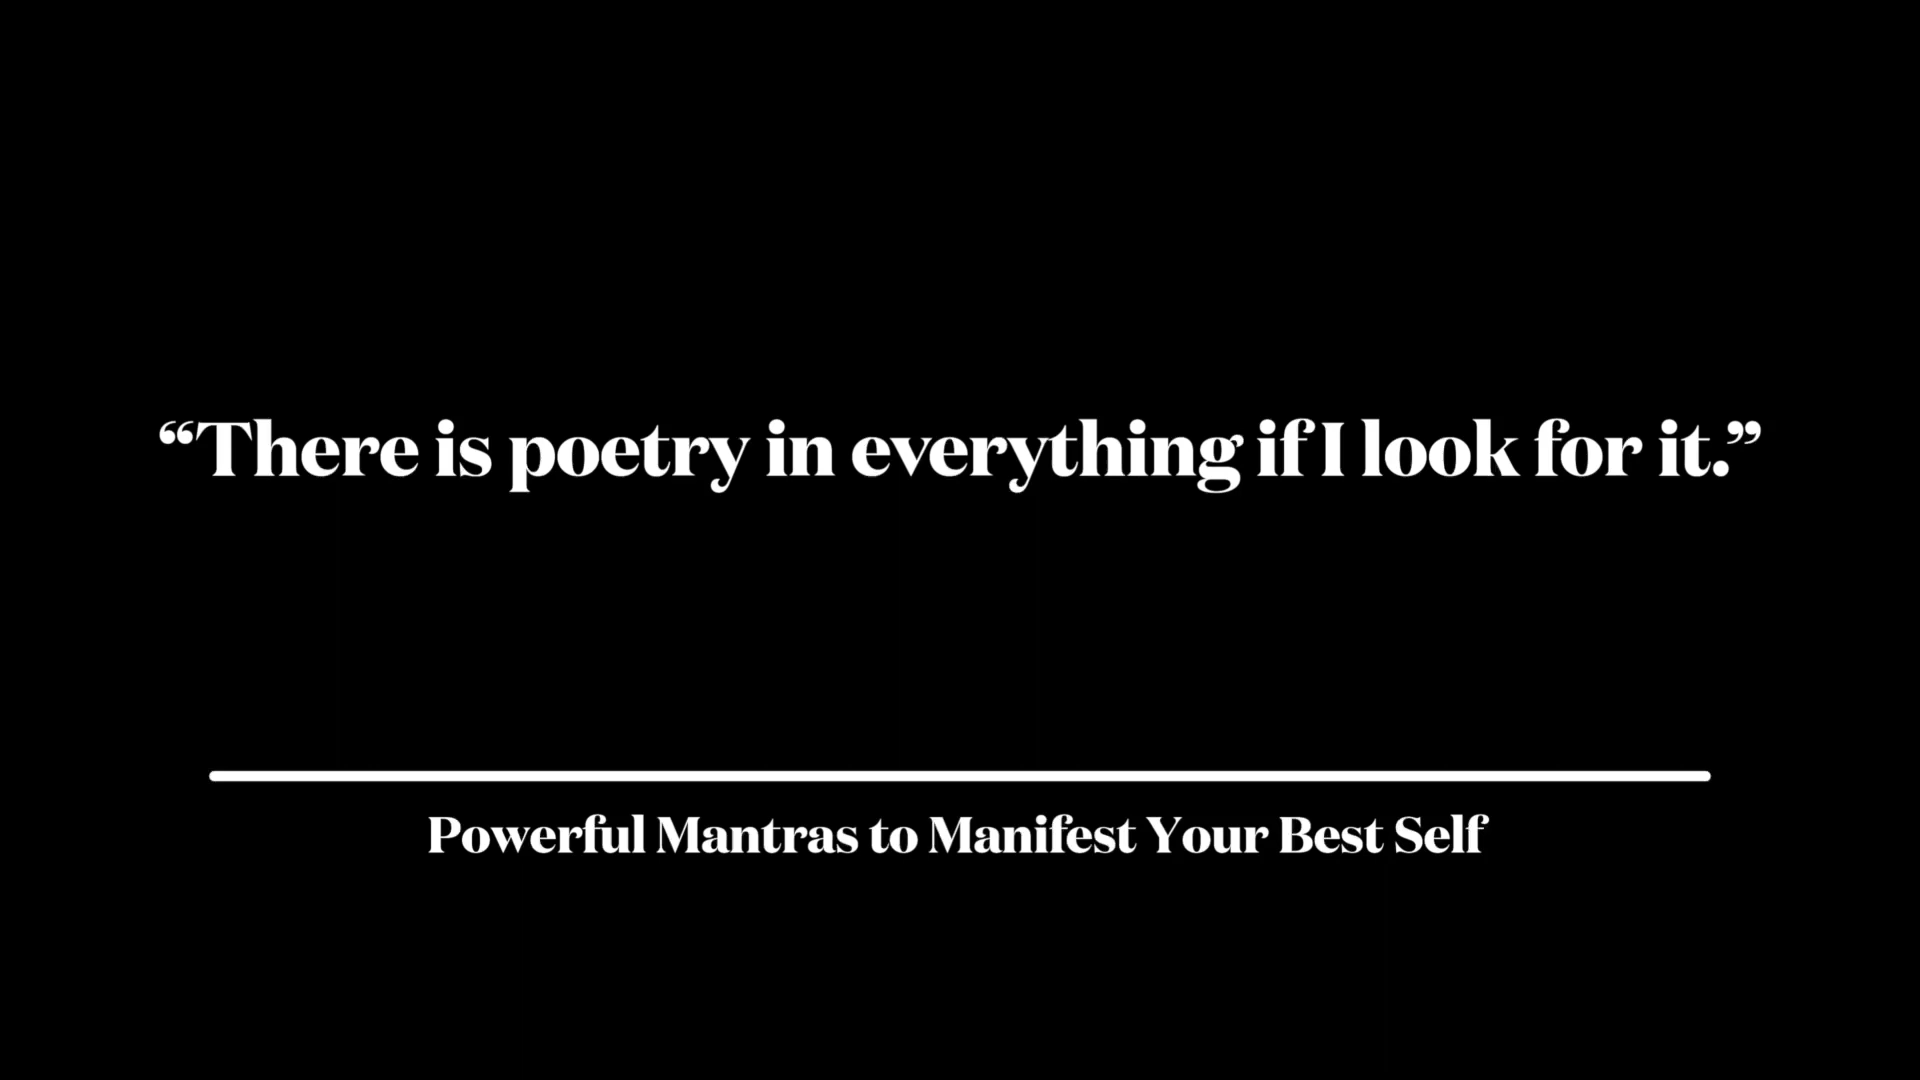 “There is poetry in everything if I look for it.”
Powerful Mantras to Manifest Your Best Self